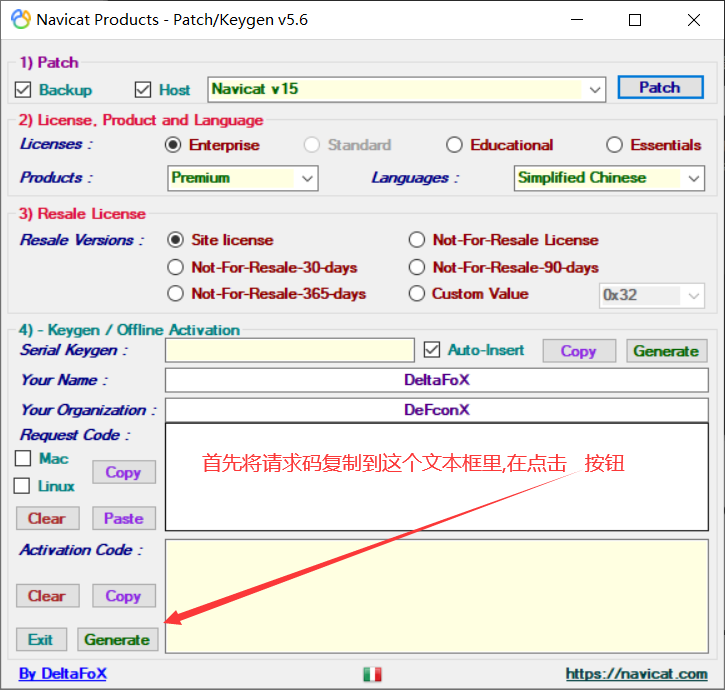 Navicat Products - Patch/Keygen v5.6
1) Patch
Backup Host Navicat v15 Patch
2) License, Product and Language
Licenses : Enterprise Standard Educational Essentials
Products : Premium Languages : Simplified Chinese
3) Resale License
Resale Versions : Site license Not-For-Resale License
Not-For-Resale-30-days Not-For-Resale-90-days
Not-For-Resale-365-days Custom Value 0x32
4) - Keygen / Offline Activation
Serial Keygen : Auto-Insert Copy Generate
Your Name : DeltaFoX
Your Organization : DeFconX
Request Code :
首先将请求码复制到这个文本框里,在点击 按钮
Mac
Copy
Linux
Clear Paste
Activation Code :
Clear Copy
Exit Generate
By DeltaFoX https://navicat.com